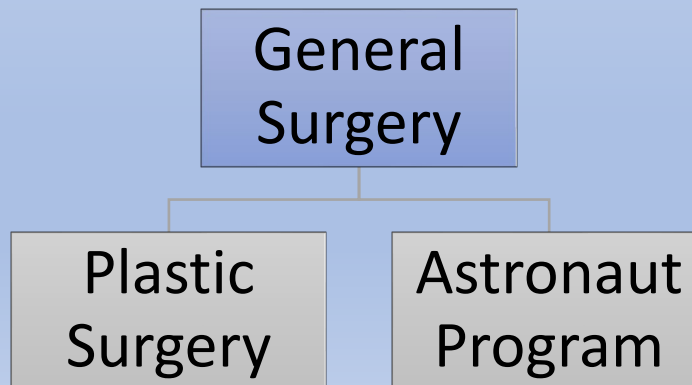 General
Surgery
Plastic
Surgery
Astronaut
Program